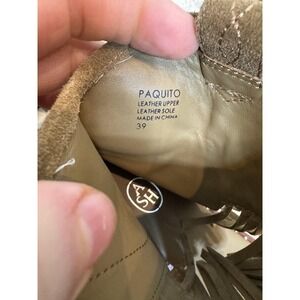 PAQUITO
LEATHER UPPER
LEATHER SOLE
MADE IN CHINA
39
ASH